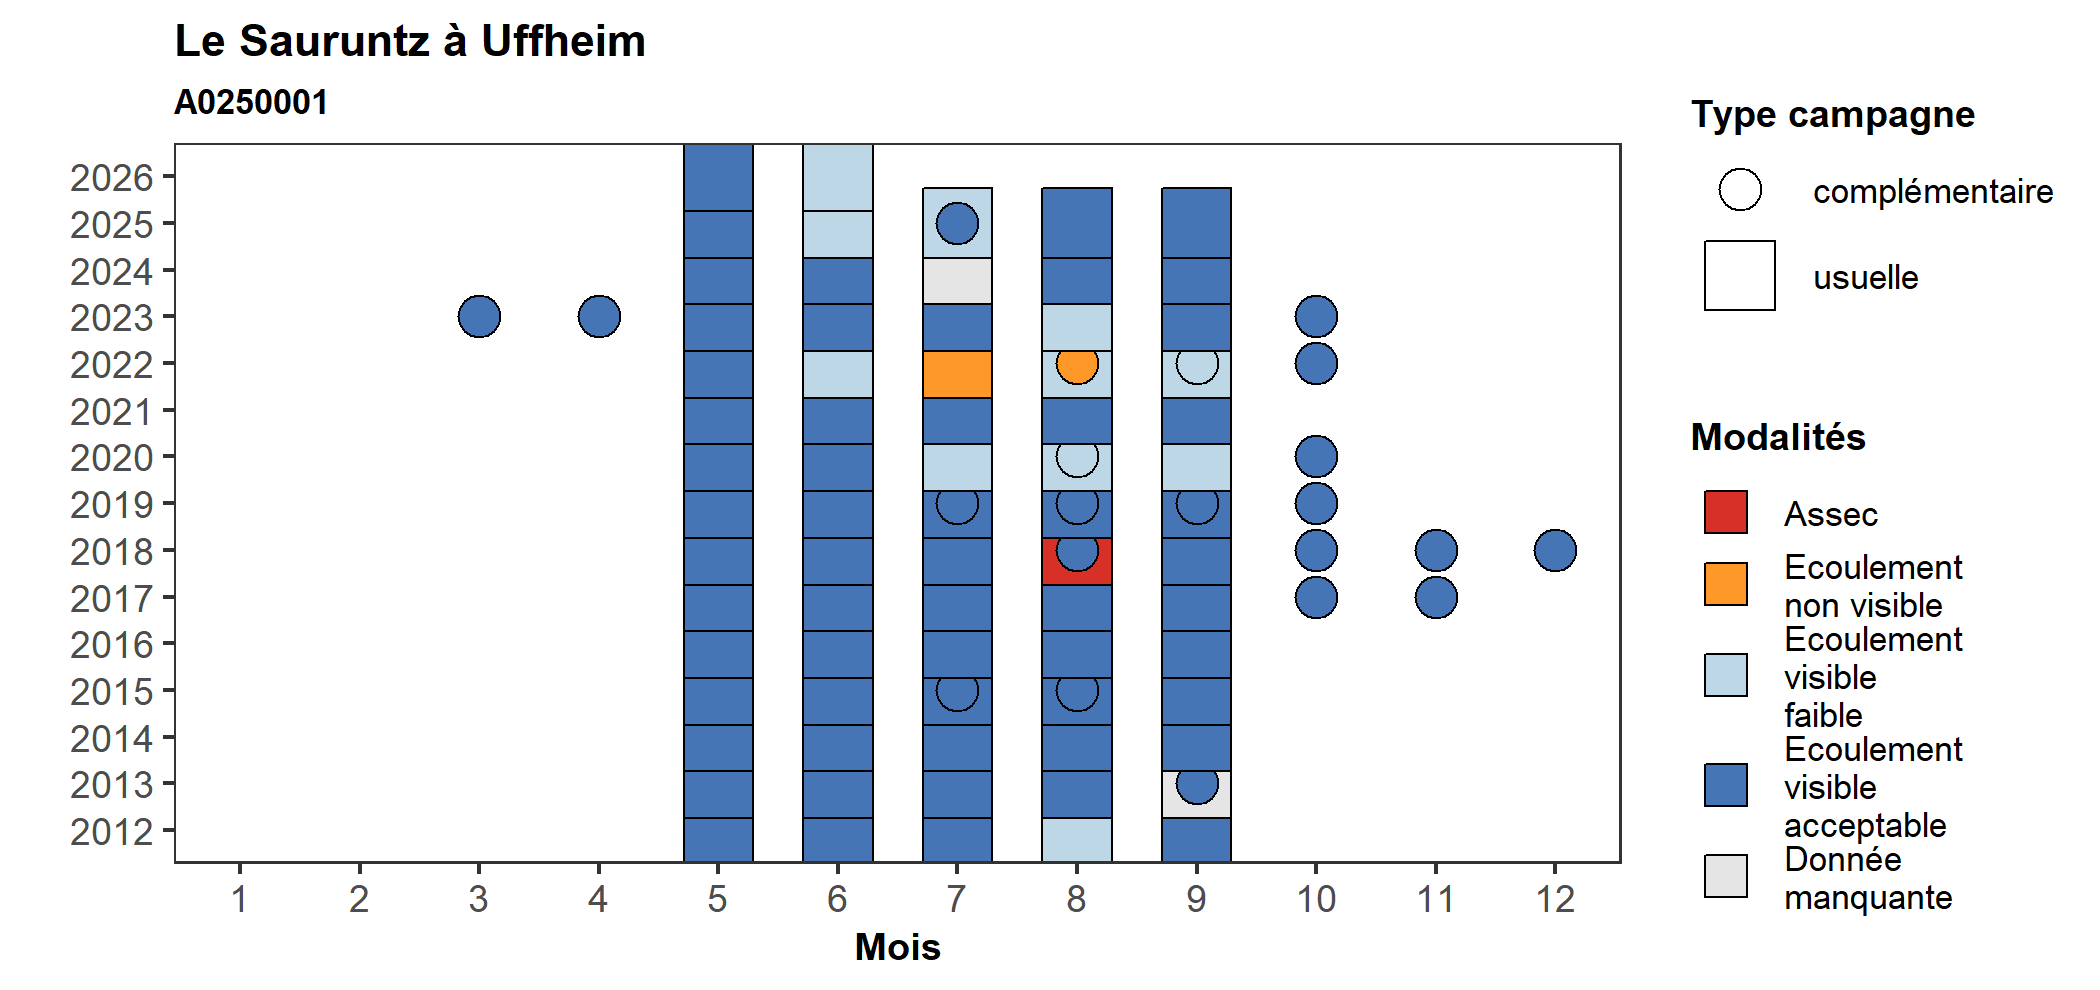 Le Sauruntz à Uffheim
A0250001
2026
2025
2024
2023
2022
2021
2020
2019
2018
2017
2016
2015
2014
2013
2012
1 2 3 4 5 6 7 8 9 10 11 12
Mois
Type campagne
complémentaire
usuelle
Modalités
Assec
Ecoulement
non visible
Ecoulement
visible
faible
Ecoulement
visible
acceptable
Donnée
manquante